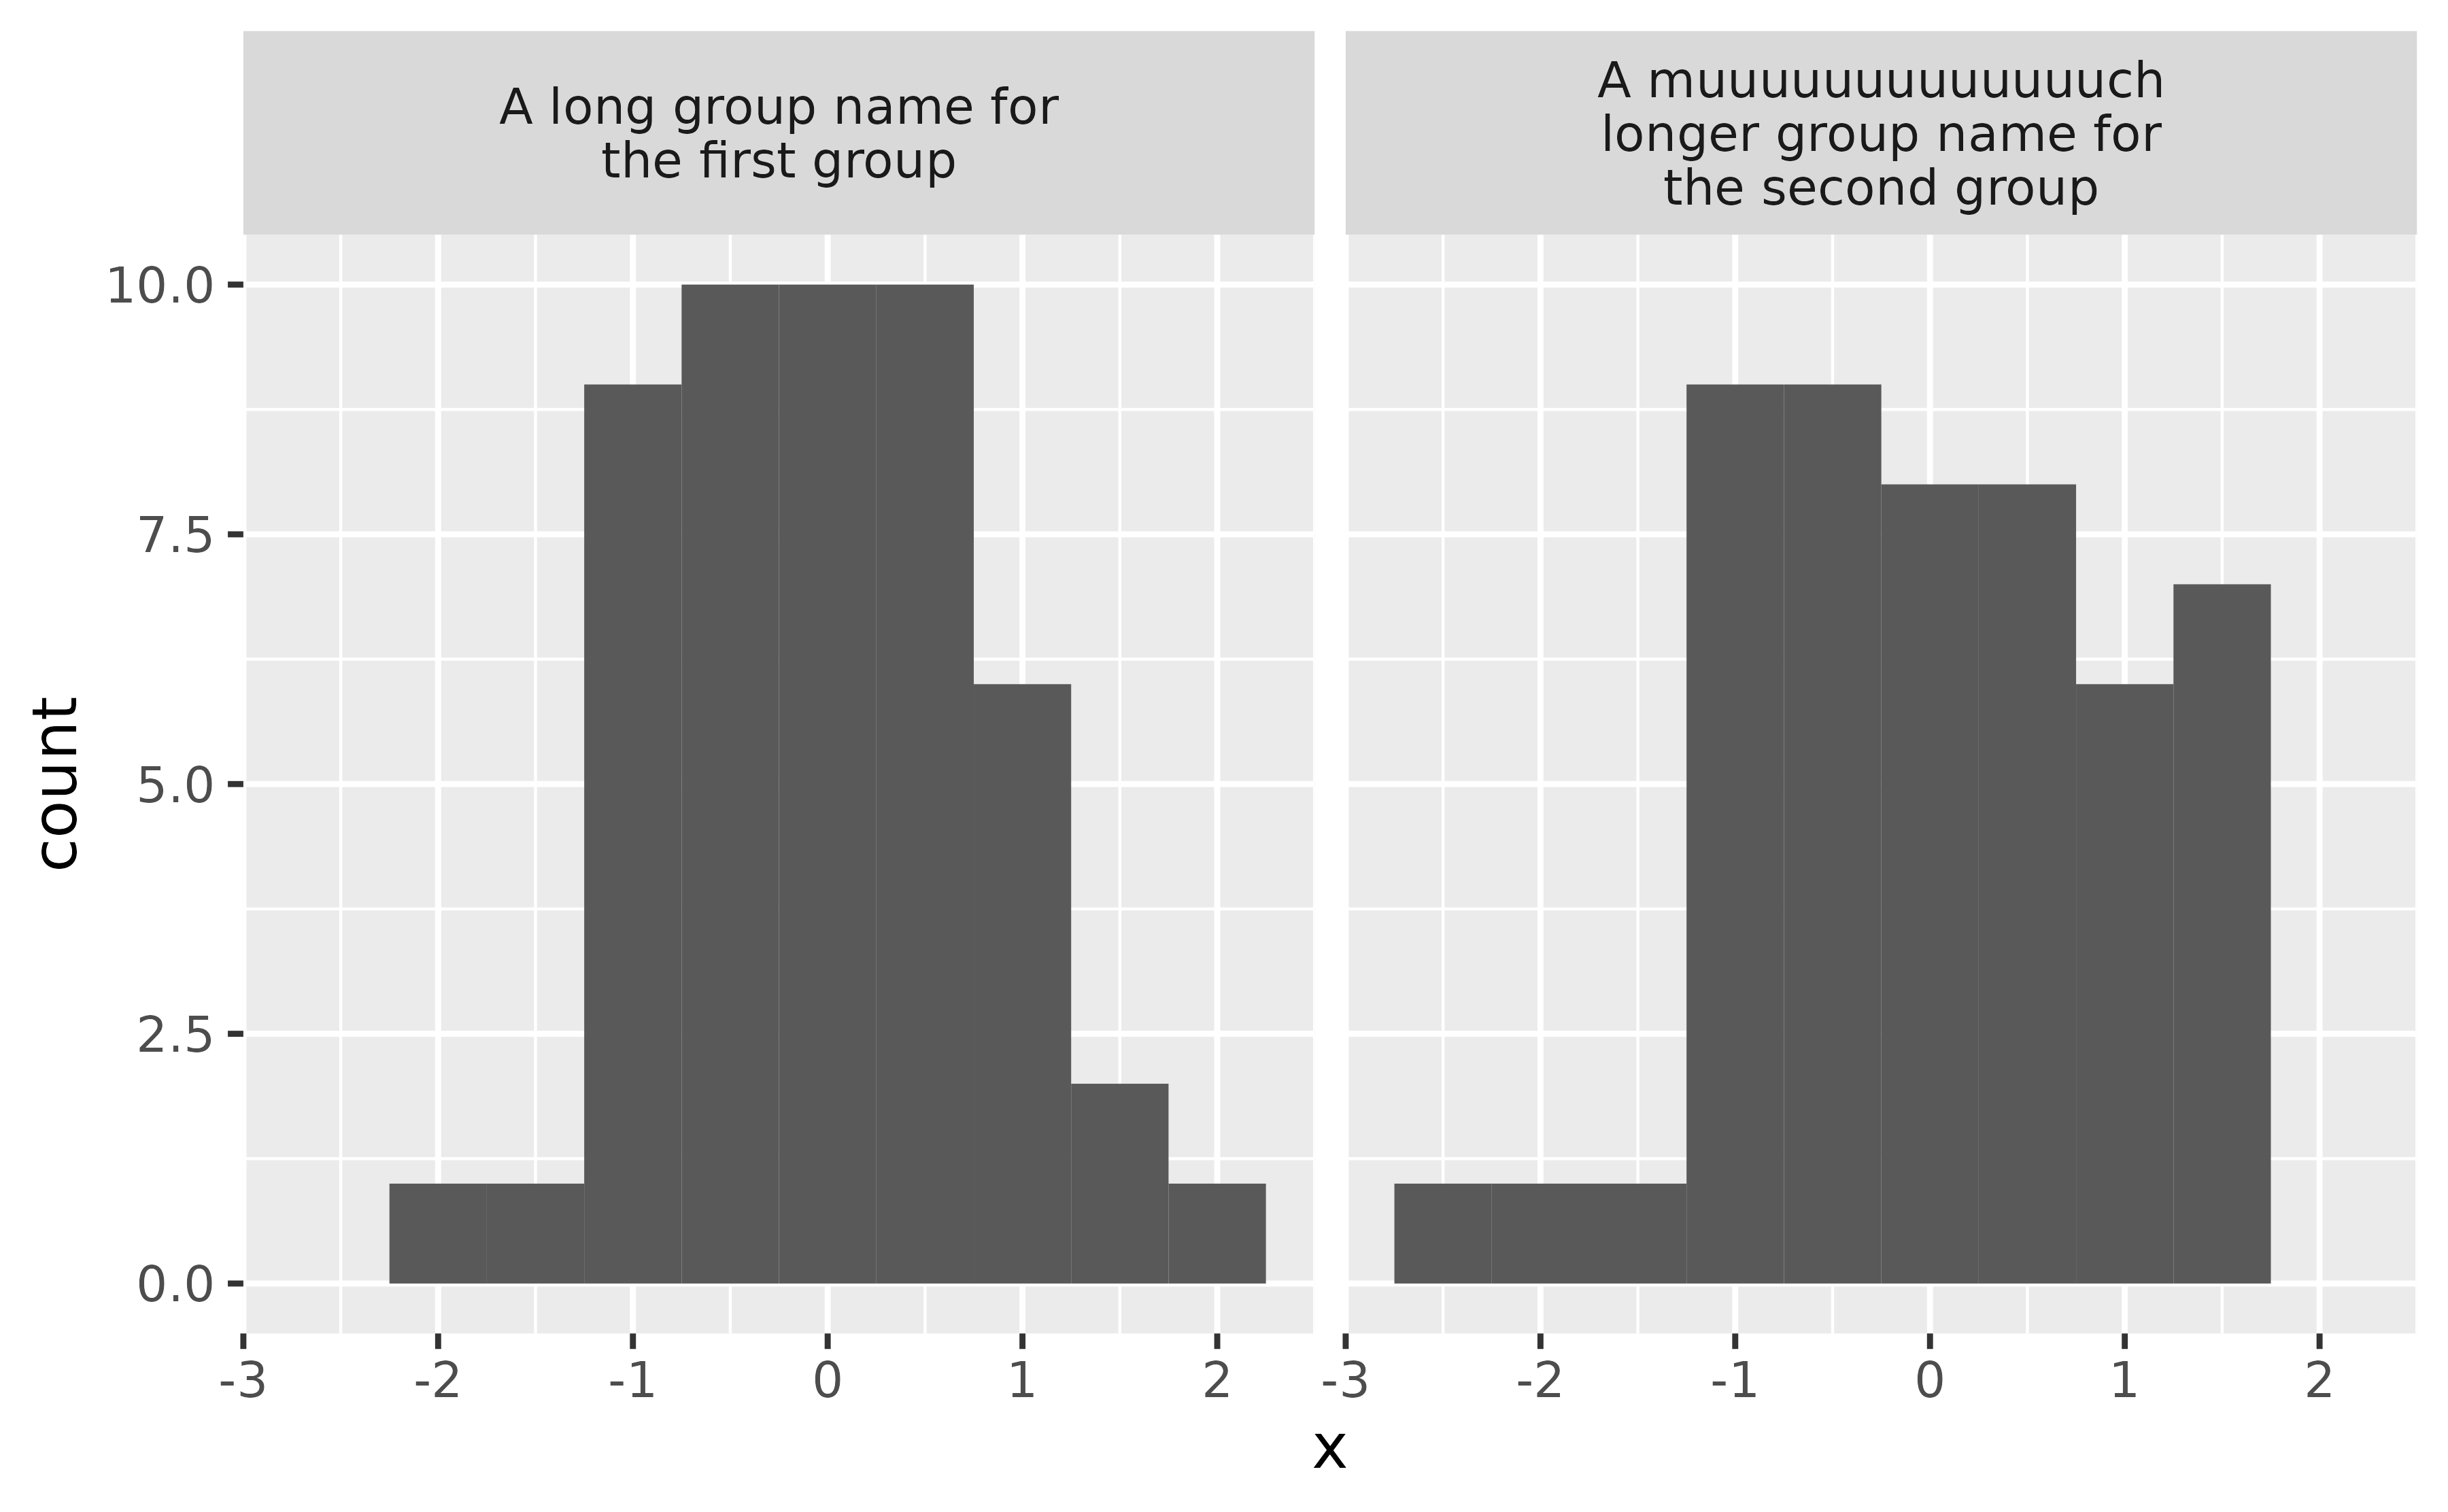 A long group name for
the first group
A muuuuuuuuuuuuuch
longer group name for
the second group
count
10.0
7.5
5.0
2.5
0.0
-3 -2 -1 0 1 2
-3 -2 -1 0 1 2
x